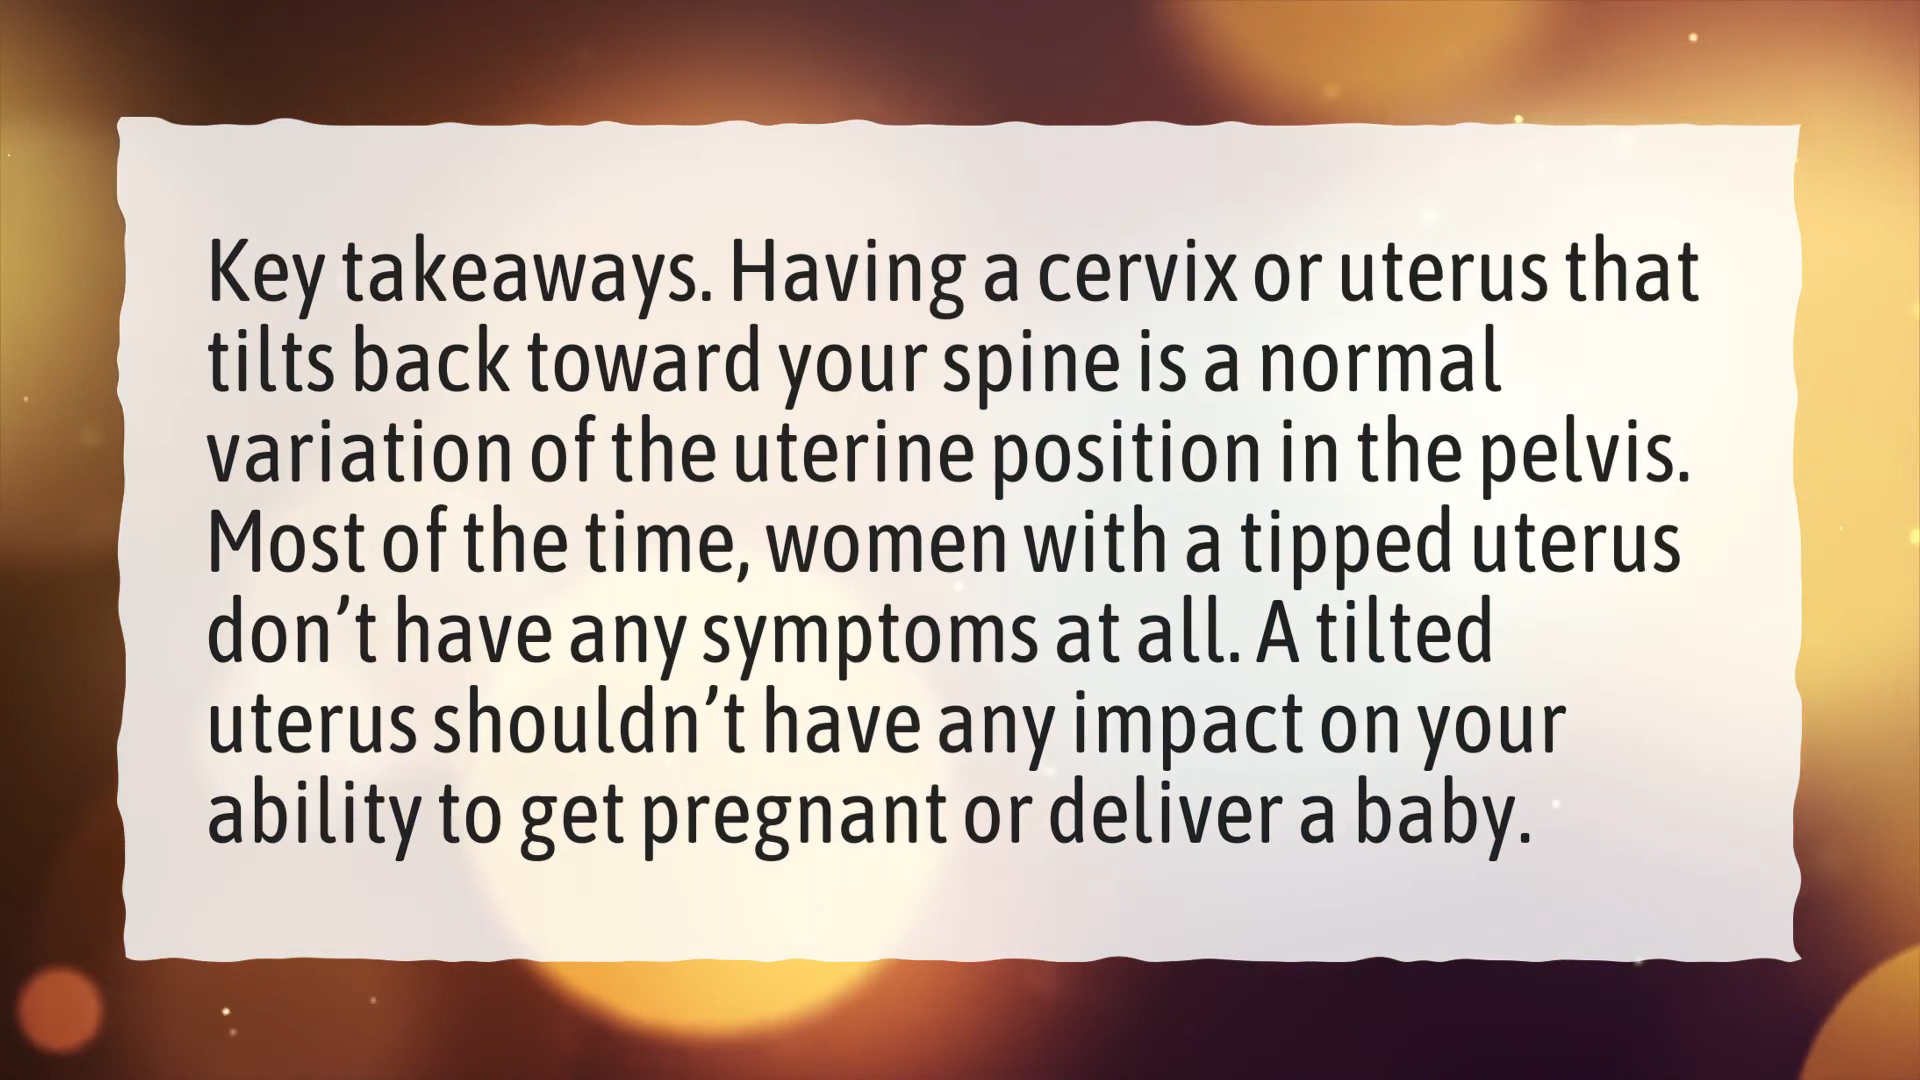 Key takeaways. Having a cervix or uterus that
tilts back toward your spine is a normal
variation of the uterine position in the pelvis.
Most of the time, women with a tipped uterus
don’t have any symptoms at all. A tilted
uterus shouldn’t have any impact on your
ability to get pregnant or deliver a baby.